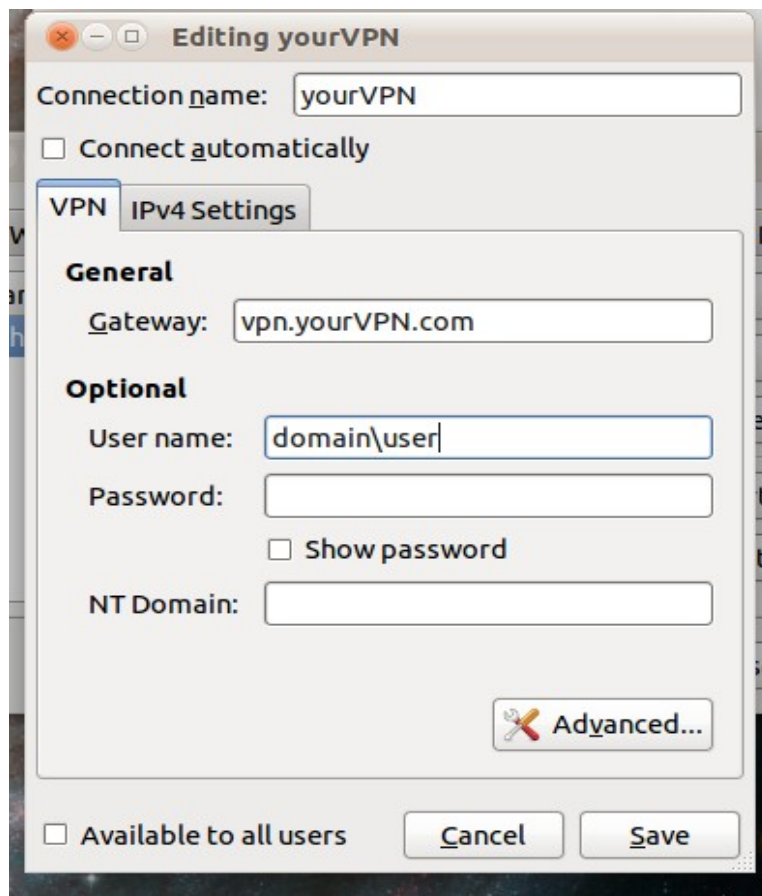 Editing yourVPN
Connection name: yourVPN
Connect automatically
VPN IPv4 Settings
General
Gateway: vpn.yourVPN.com
Optional
User name: domain\user
Password:
Show password
NT Domain:
Advanced...
Available to all users Cancel Save